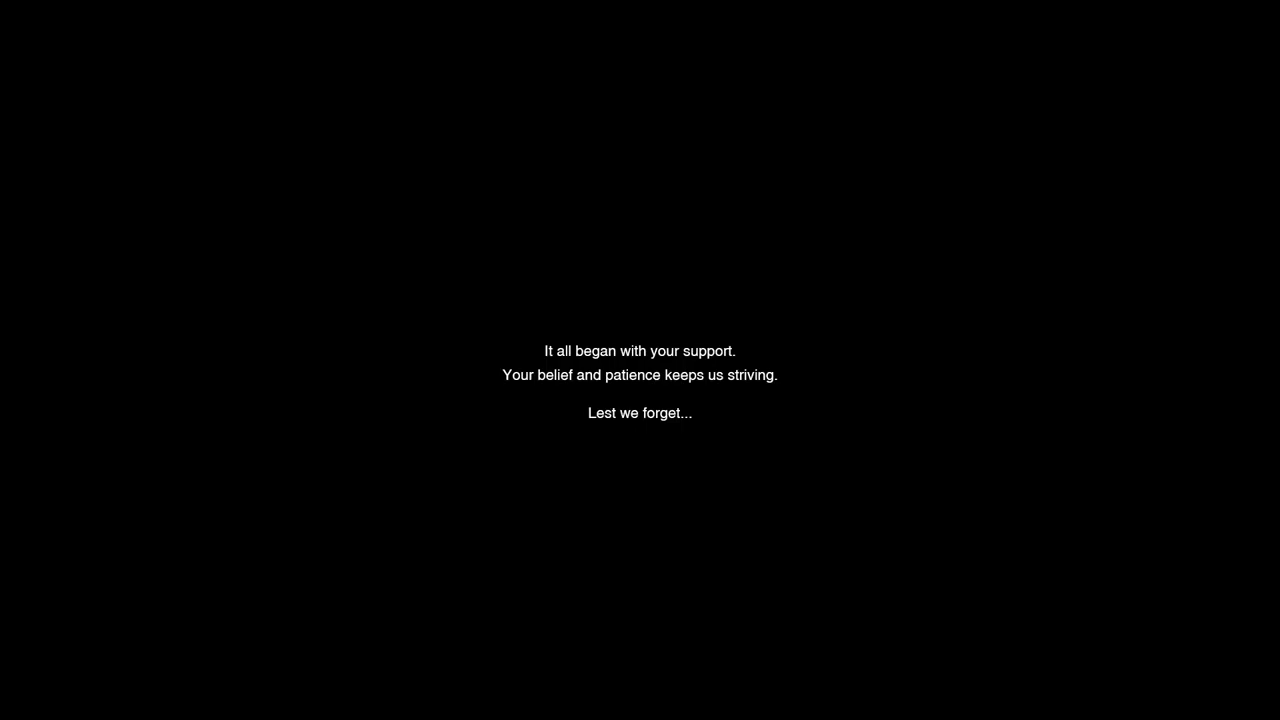 It all began with your support.
Your belief and patience keeps us striving.
Lest we forget...